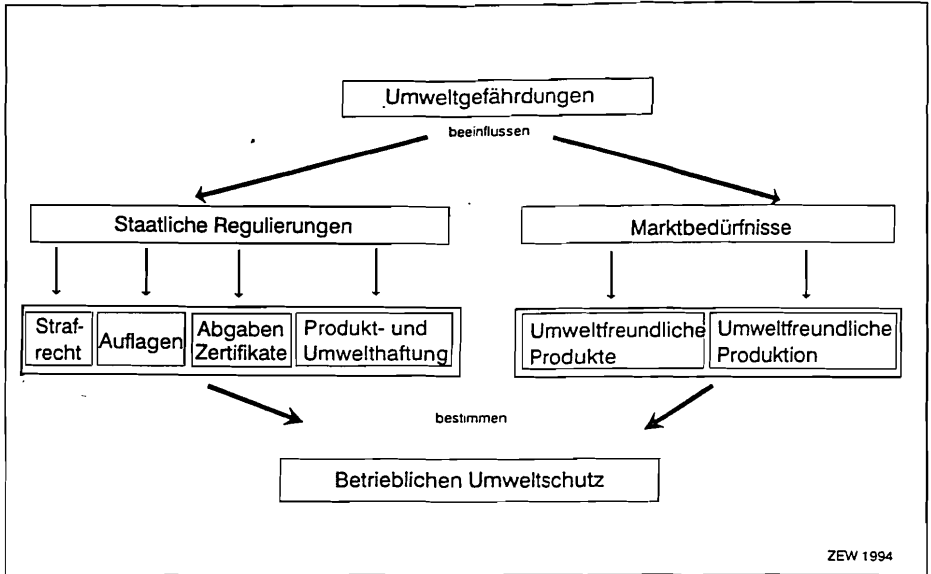 Umweltgefährdungen
beeinflussen
Staatliche Regulierungen
Marktbedürfnisse
Straf-
recht
Auflagen
Abgaben
Zertifikate
Produkt- und
Umwelthaftung
Umweltfreundliche
Produkte
Umweltfreundliche
Produktion
bestimmen
Betrieblichen Umweltschutz
ZEW 1994